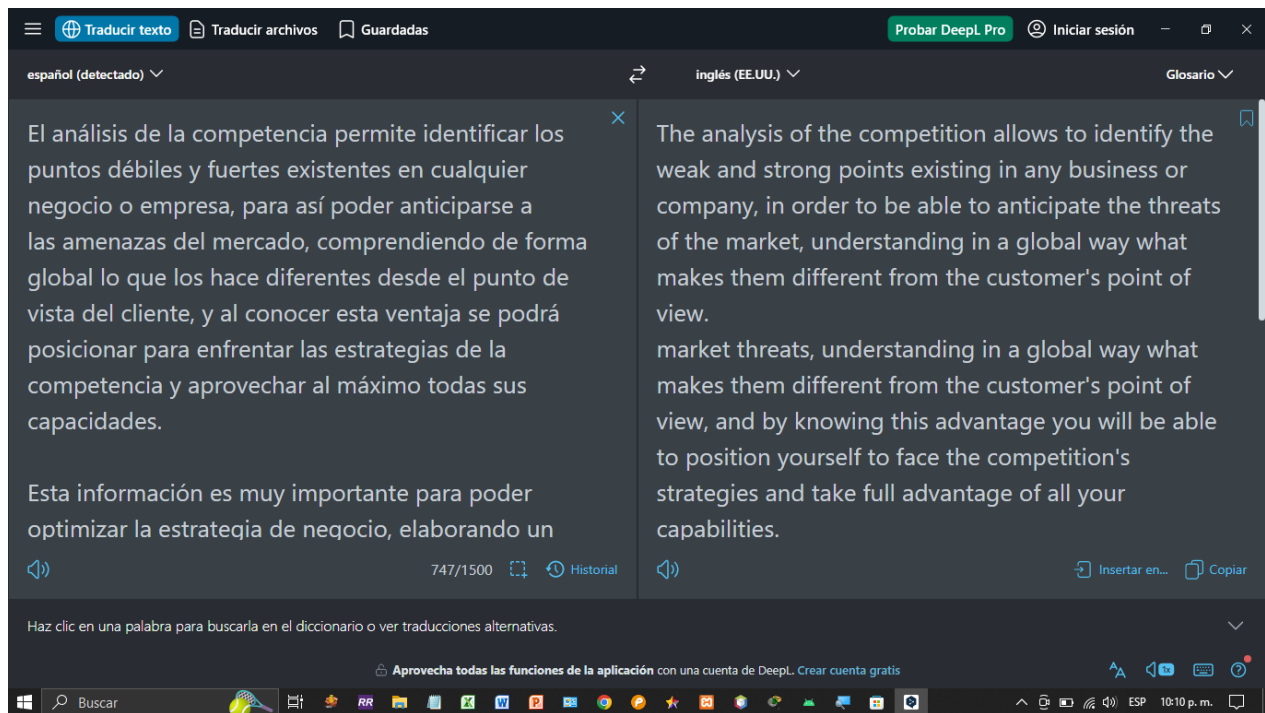 Traducir texto Traducir archivos Guardadas Probar DeepL Pro Iniciar sesión
español (detectado) inglés (EE.UU.) Glosario
El análisis de la competencia permite identificar los
puntos débiles y fuertes existentes en cualquier
negocio o empresa, para así poder anticiparse a
las amenazas del mercado, comprendiendo de forma
global lo que los hace diferentes desde el punto de
vista del cliente, y al conocer esta ventaja se podrá
posicionar para enfrentar las estrategias de la
competencia y aprovechar al máximo todas sus
capacidades.
Esta información es muy importante para poder
optimizar la estrategia de negocio, elaborando un
747/1500 Historial
The analysis of the competition allows to identify the
weak and strong points existing in any business or
company, in order to be able to anticipate the threats
of the market, understanding in a global way what
makes them different from the customer's point of
view.
market threats, understanding in a global way what
makes them different from the customer's point of
view, and by knowing this advantage you will be able
to position yourself to face the competition's
strategies and take full advantage of all your
capabilities.
Insertar en... Copiar
Haz clic en una palabra para buscarla en el diccionario o ver traducciones alternativas.
Aprovecha todas las funciones de la aplicación con una cuenta de DeepL. Crear cuenta gratis
1x
Buscar RR ESP 10:10 p. m.